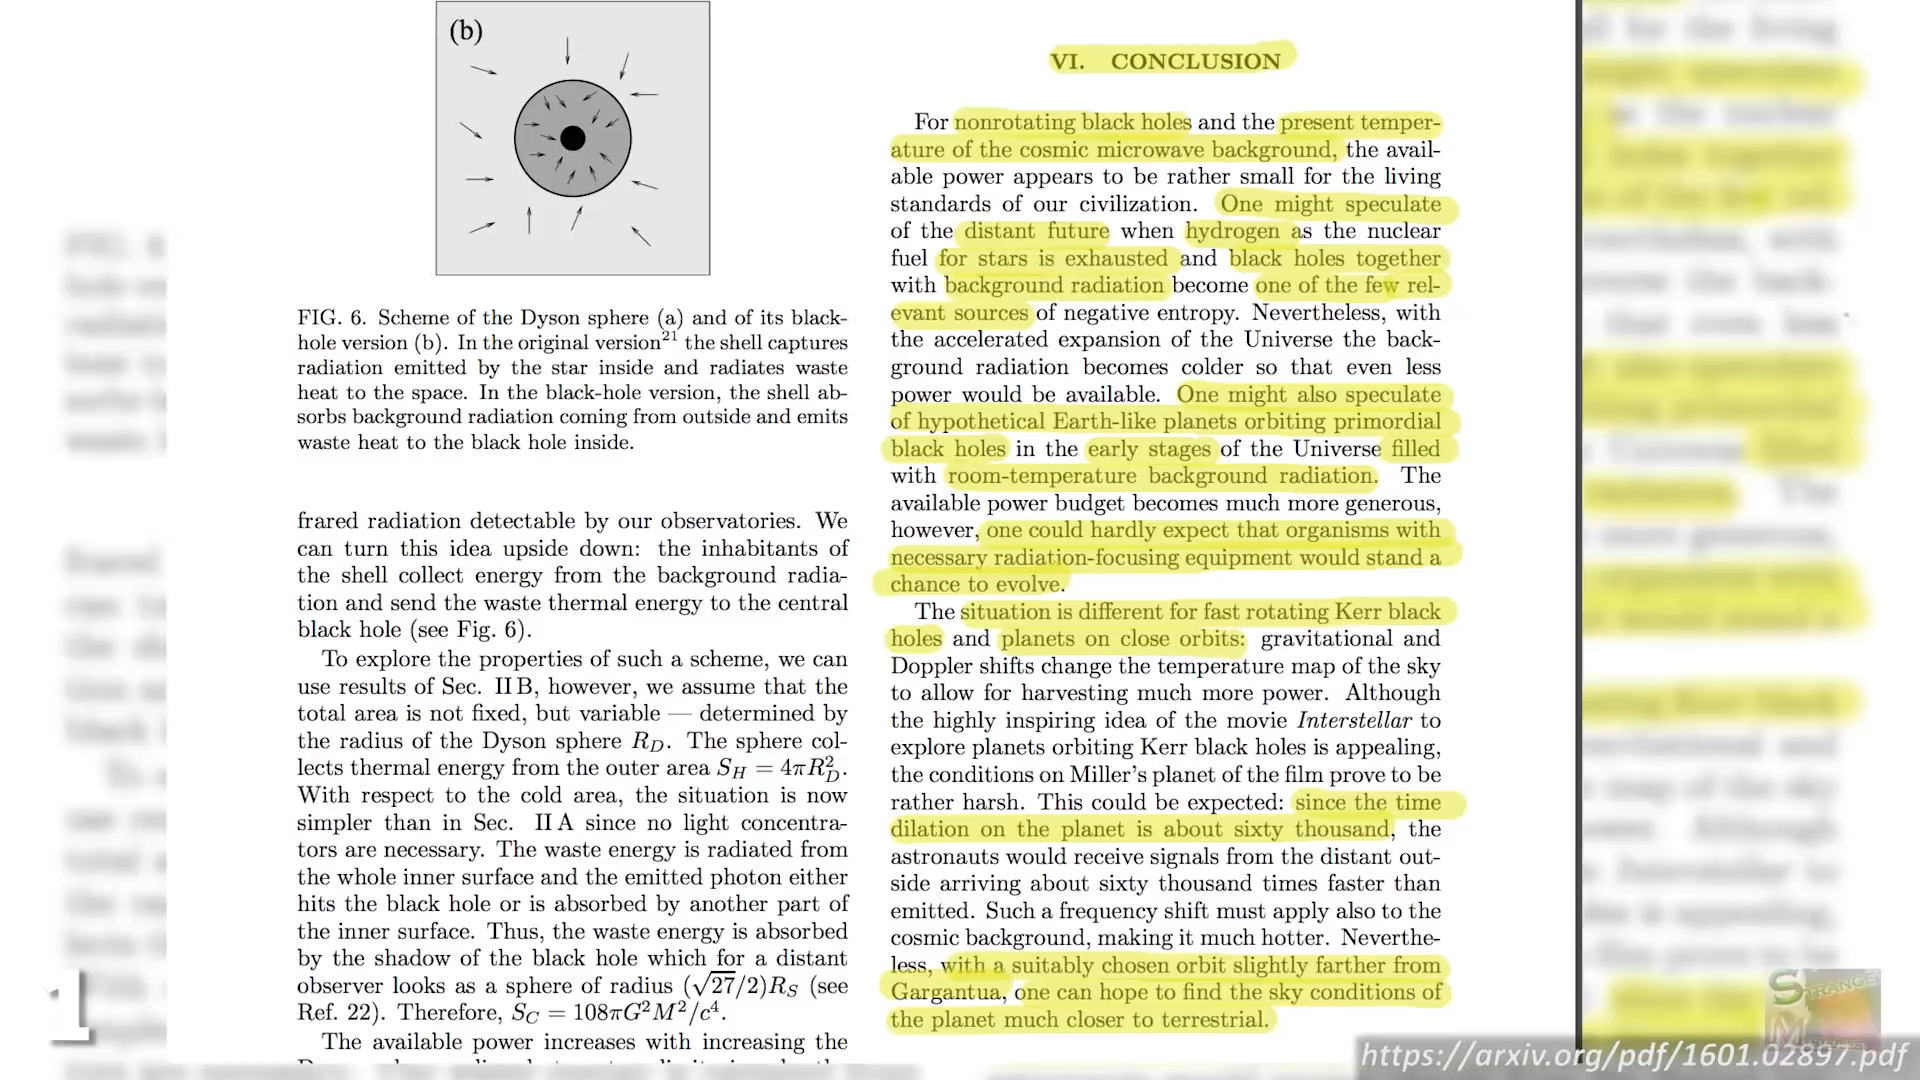 (b)
FIG. 6. Scheme of the Dyson sphere (a) and of its black-
hole version (b). In the original version²¹ the shell captures
radiation emitted by the star inside and radiates waste
heat to the space. In the black-hole version, the shell ab-
sorbs background radiation coming from outside and emits
waste heat to the black hole inside.
frared radiation detectable by our observatories. We
can turn this idea upside down: the inhabitants of
the shell collect energy from the background radia-
tion and send the waste thermal energy to the central
black hole (see Fig. 6).
To explore the properties of such a scheme, we can
use results of Sec. II B, however, we assume that the
total area is not fixed, but variable — determined by
the radius of the Dyson sphere R_D. The sphere col-
lects thermal energy from the outer area S_H = 4πR_D².
With respect to the cold area, the situation is now
simpler than in Sec. II A since no light concentra-
tors are necessary. The waste energy is radiated from
the whole inner surface and the emitted photon either
hits the black hole or is absorbed by another part of
the inner surface. Thus, the waste energy is absorbed
by the shadow of the black hole which for a distant
observer looks as a sphere of radius (√27/2)R_S (see
Ref. 22). Therefore, S_C = 108πG²M²/c⁴.
The available power increases with increasing the
VI. CONCLUSION
For nonrotating black holes and the present temper-
ature of the cosmic microwave background, the avail-
able power appears to be rather small for the living
standards of our civilization. One might speculate
of the distant future when hydrogen as the nuclear
fuel for stars is exhausted and black holes together
with background radiation become one of the few rel-
evant sources of negative entropy. Nevertheless, with
the accelerated expansion of the Universe the back-
ground radiation becomes colder so that even less
power would be available. One might also speculate
of hypothetical Earth-like planets orbiting primordial
black holes in the early stages of the Universe filled
with room-temperature background radiation. The
available power budget becomes much more generous,
however, one could hardly expect that organisms with
necessary radiation-focusing equipment would stand a
chance to evolve.
The situation is different for fast rotating Kerr black
holes and planets on close orbits: gravitational and
Doppler shifts change the temperature map of the sky
to allow for harvesting much more power. Although
the highly inspiring idea of the movie Interstellar to
explore planets orbiting Kerr black holes is appealing,
the conditions on Miller's planet of the film prove to be
rather harsh. This could be expected: since the time
dilation on the planet is about sixty thousand, the
astronauts would receive signals from the distant out-
side arriving about sixty thousand times faster than
emitted. Such a frequency shift must apply also to the
cosmic background, making it much hotter. Neverthe-
less, with a suitably chosen orbit slightly farther from
Gargantua, one can hope to find the sky conditions of
the planet much closer to terrestrial.
1
STRANGE
https://arxiv.org/pdf/1601.02897.pdf